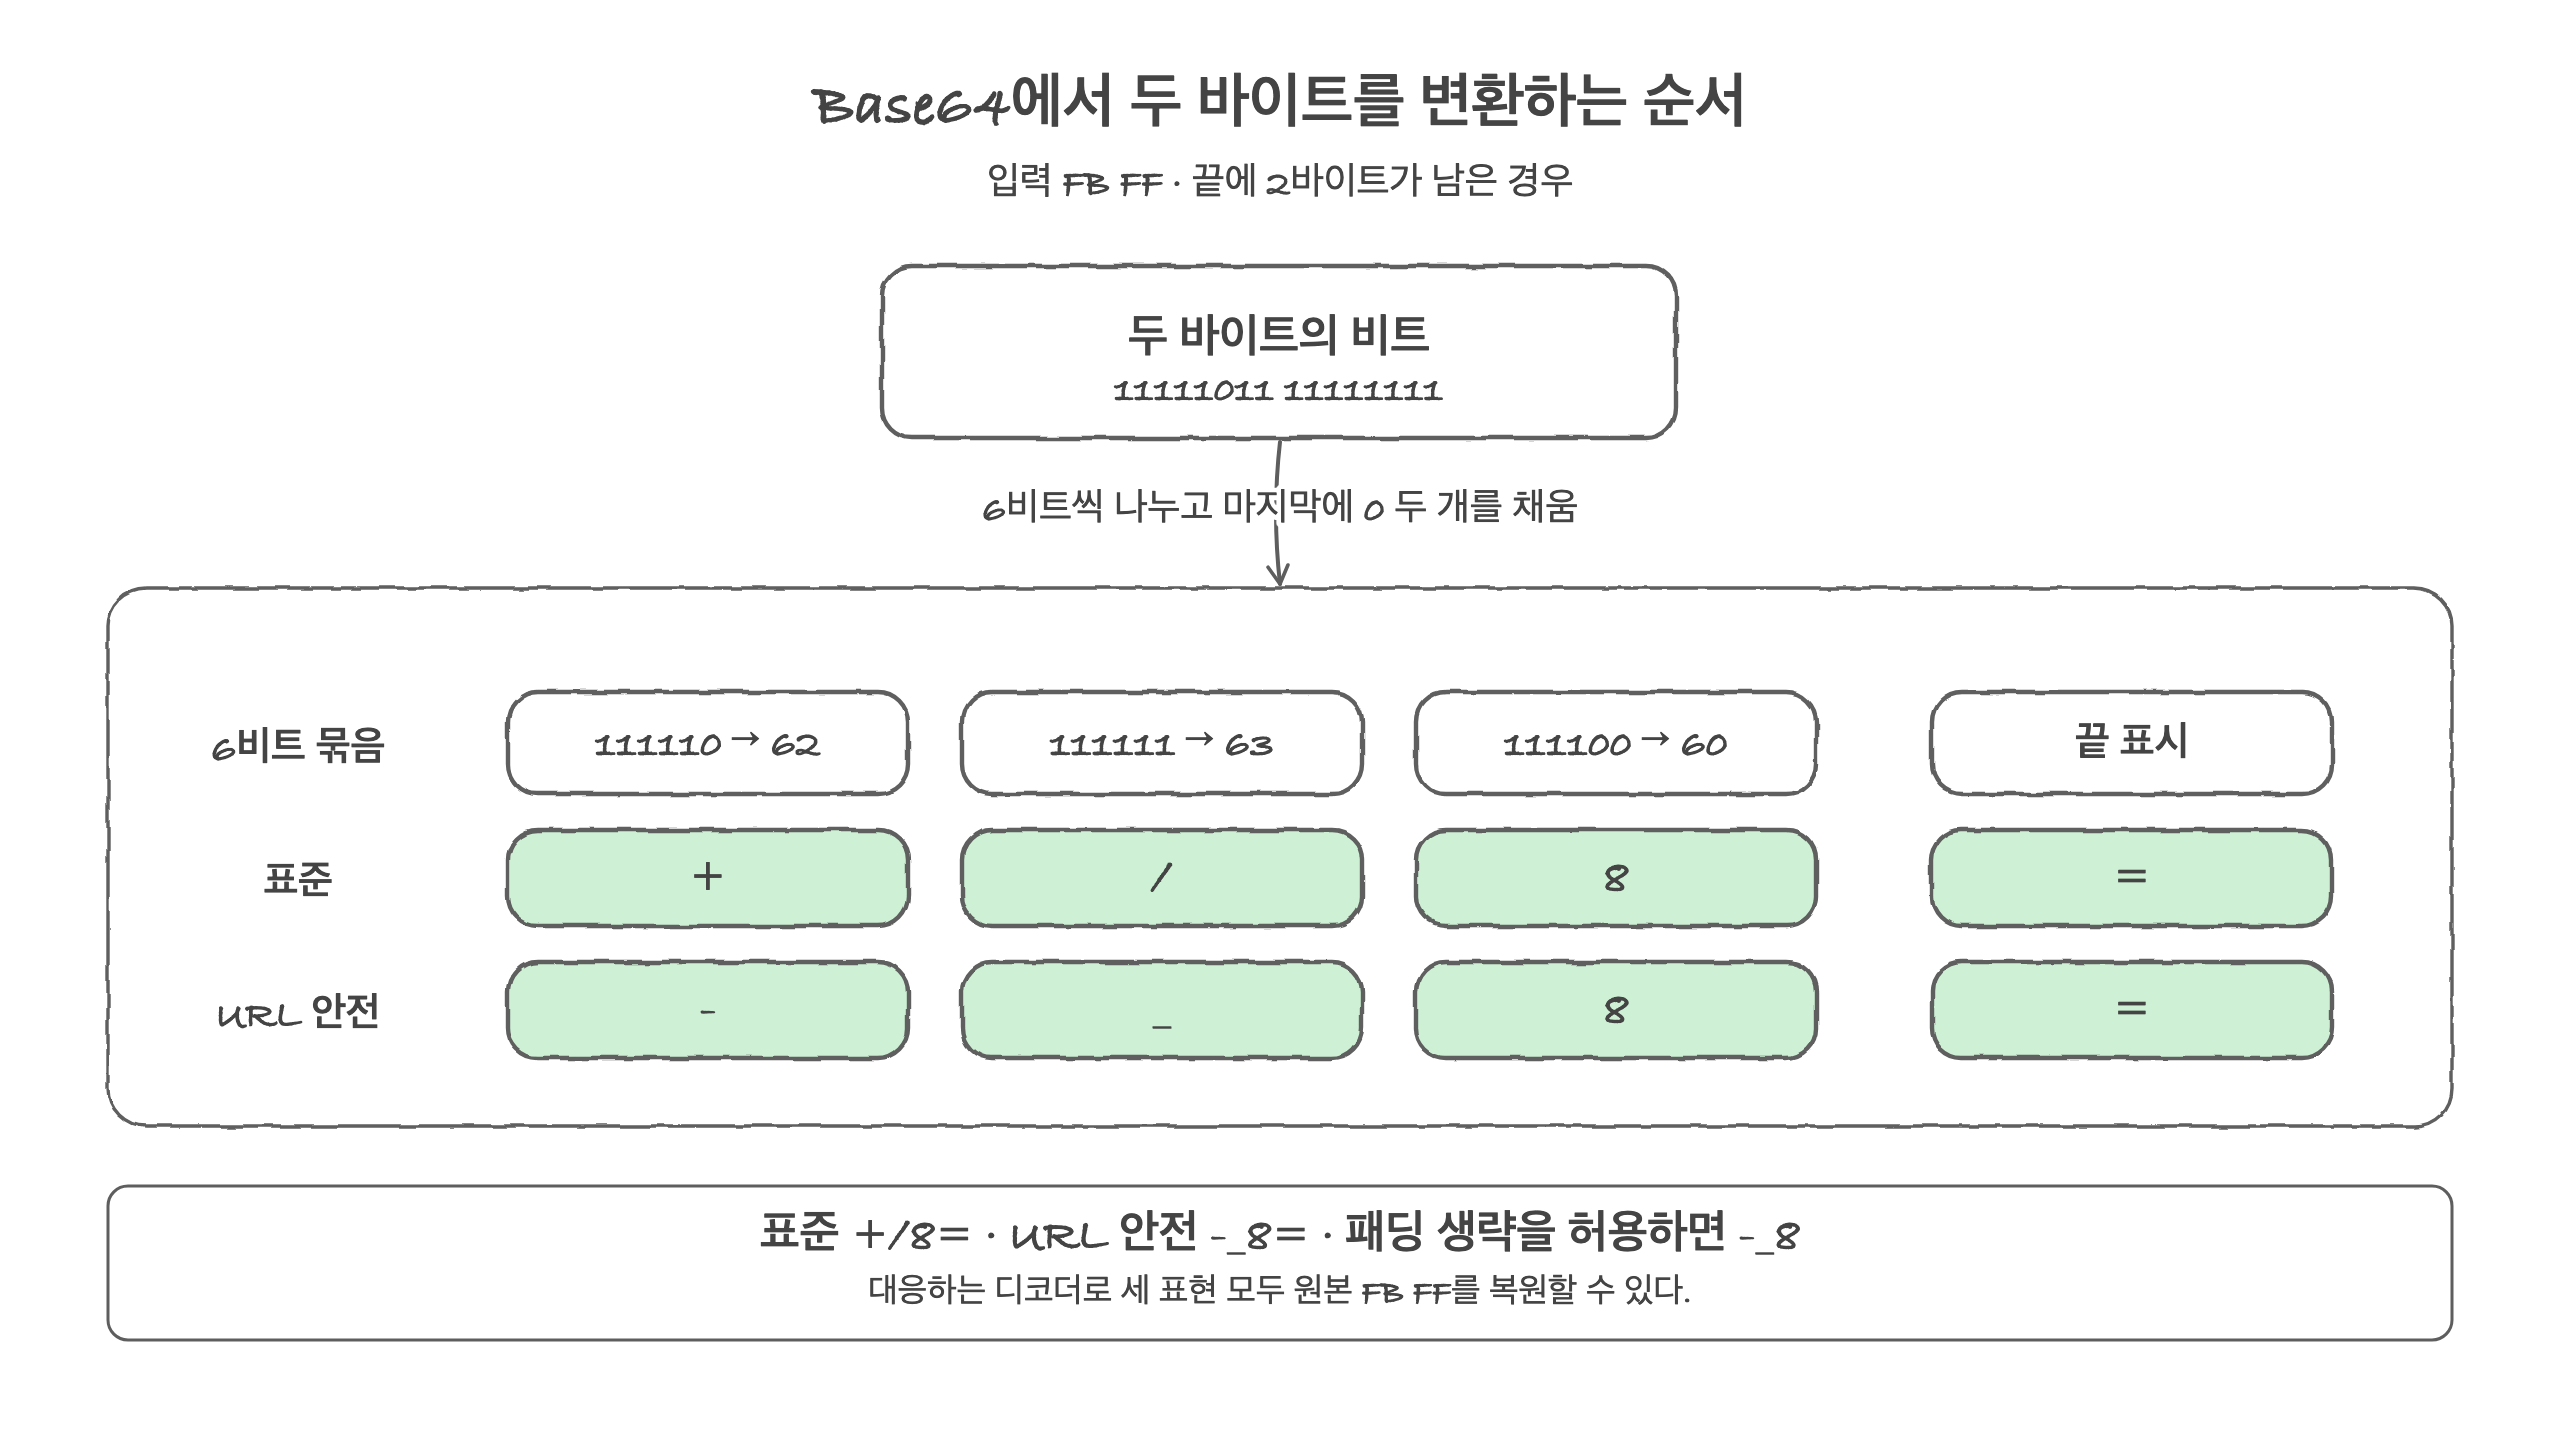 Base64에서 두 바이트를 변환하는 순서
입력 FB FF · 끝에 2바이트가 남은 경우
두 바이트의 비트
11111011 11111111
6비트씩 나누고 마지막에 0 두 개를 채움
6비트 묶음
111110 → 62
111111 → 63
111100 → 60
끝 표시
표준
+
/
8
=
URL 안전
-
_
8
=
표준 +/8= · URL 안전 -_8= · 패딩 생략을 허용하면 -_8
대응하는 디코더로 세 표현 모두 원본 FB FF를 복원할 수 있다.